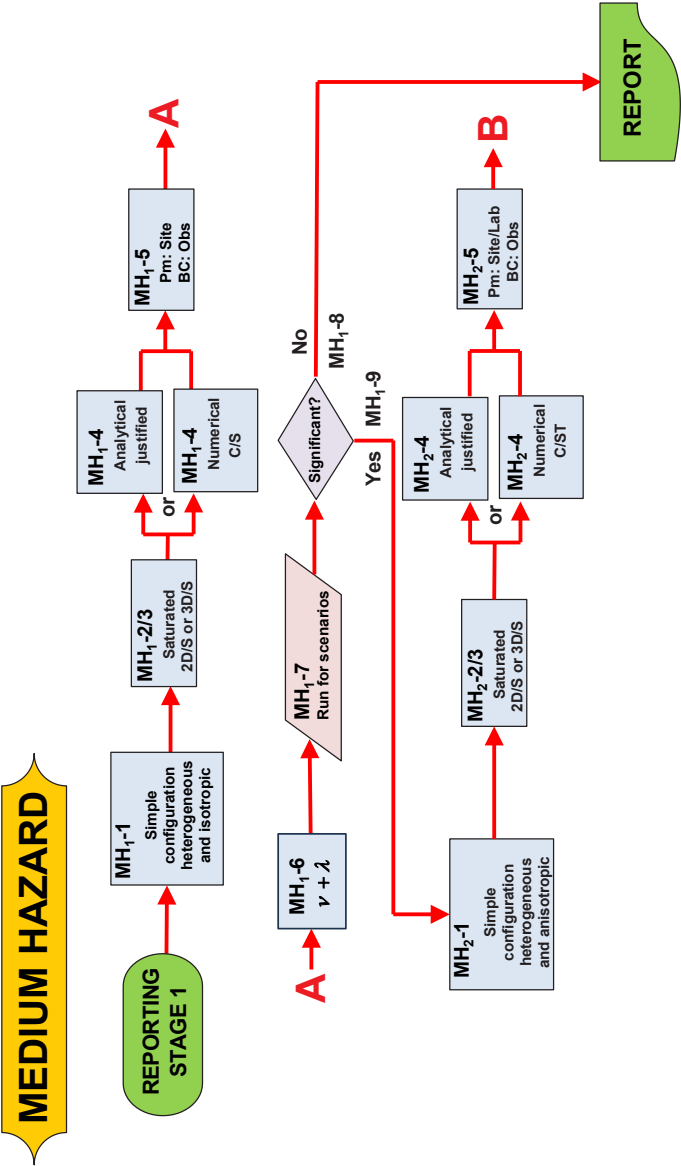 MEDIUM HAZARD
REPORTING
STAGE 1
MH₁-1
Simple
configuration
heterogeneous
and isotropic
MH₁-2/3
Saturated
2D/S or 3D/S
or
MH₁-4
Analytical
justified
MH₁-4
Numerical
C/S
MH₁-5
Pm: Site
BC: Obs
A
A
MH₁-6
ν + λ
MH₁-7
Run for scenarios
Significant?
No
MH₁-8
Yes
MH₁-9
REPORT
MH₂-1
Simple
configuration
heterogeneous
and anisotropic
MH₂-2/3
Saturated
2D/S or 3D/S
or
MH₂-4
Analytical
justified
MH₂-4
Numerical
C/ST
MH₂-5
Pm: Site/Lab
BC: Obs
B